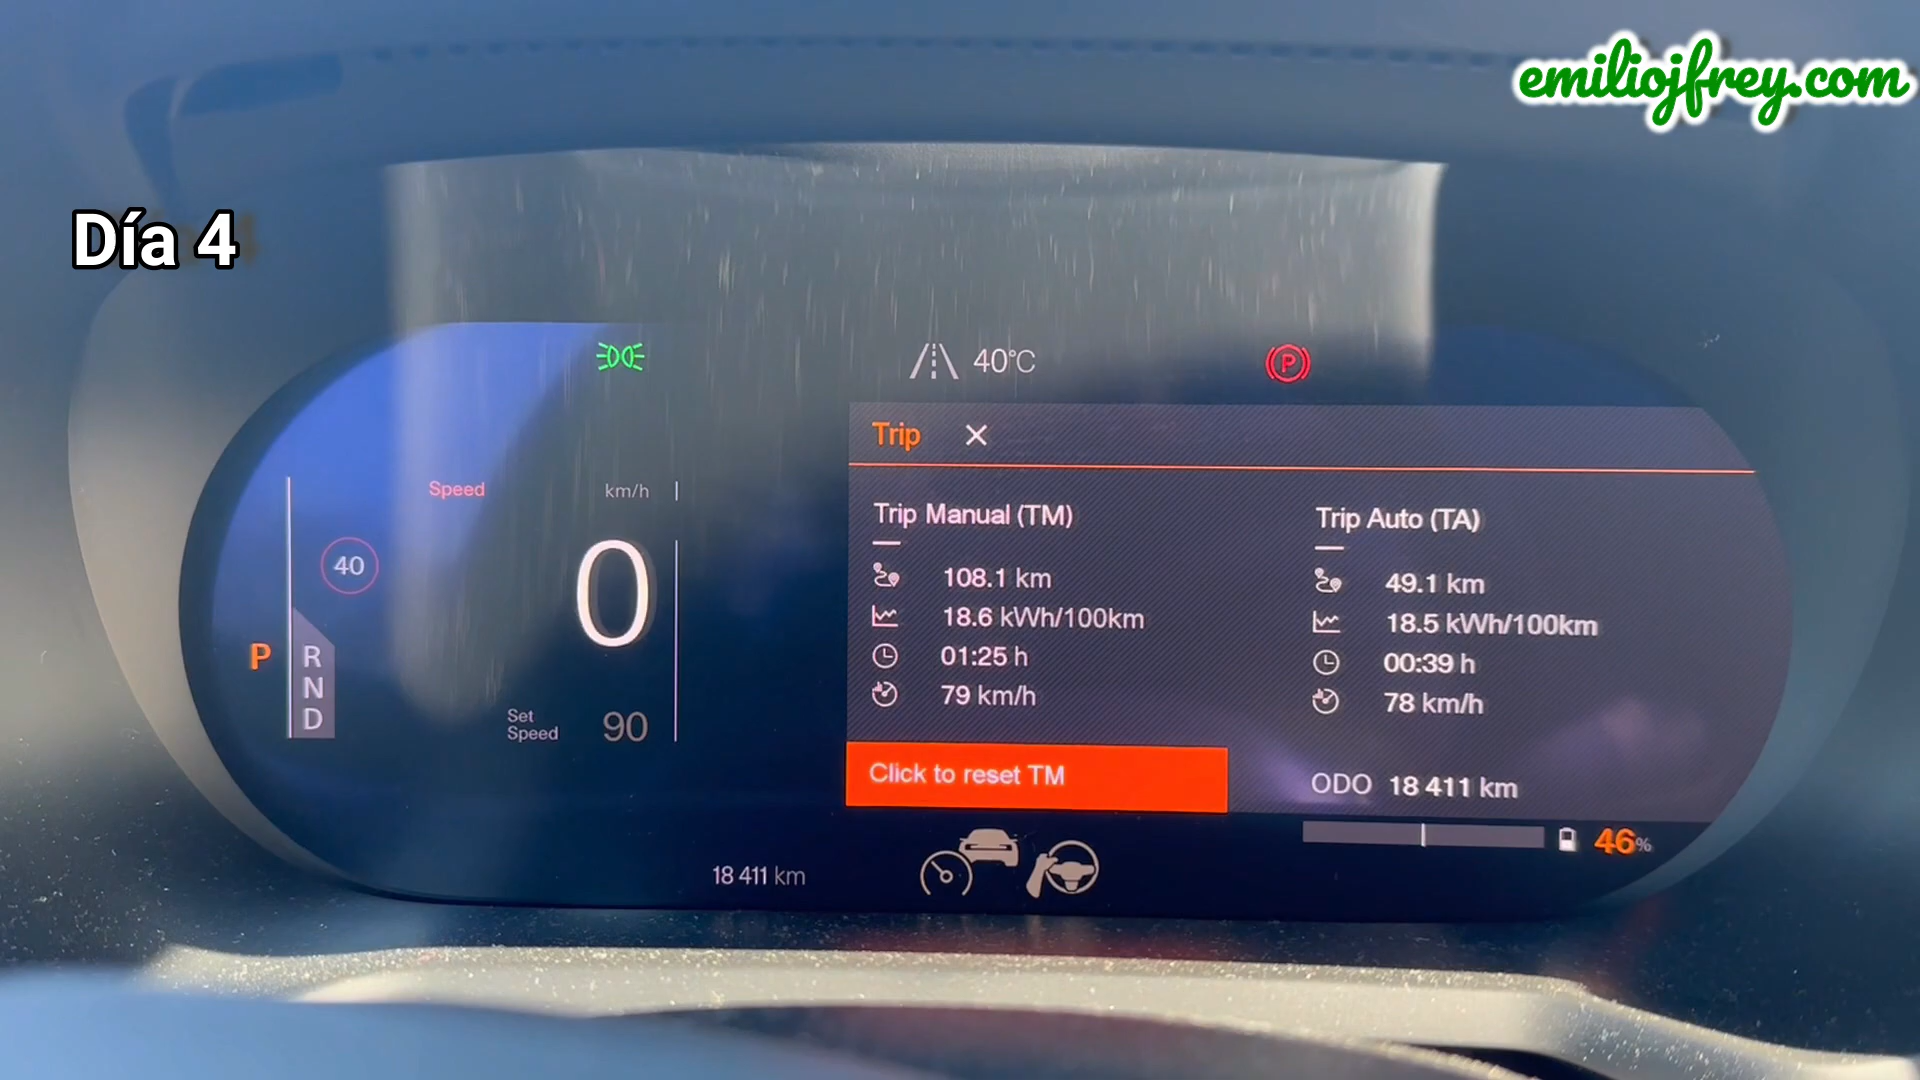 emiliojfrey.com
Día 4
40°C
P
Trip
Speed
km/h
40
0
P
R
N
D
Set
Speed
90
Trip Manual (TM)
108.1 km
18.6 kWh/100km
01:25 h
79 km/h
Trip Auto (TA)
49.1 km
18.5 kWh/100km
00:39 h
78 km/h
Click to reset TM
ODO 18 411 km
46%
18 411 km